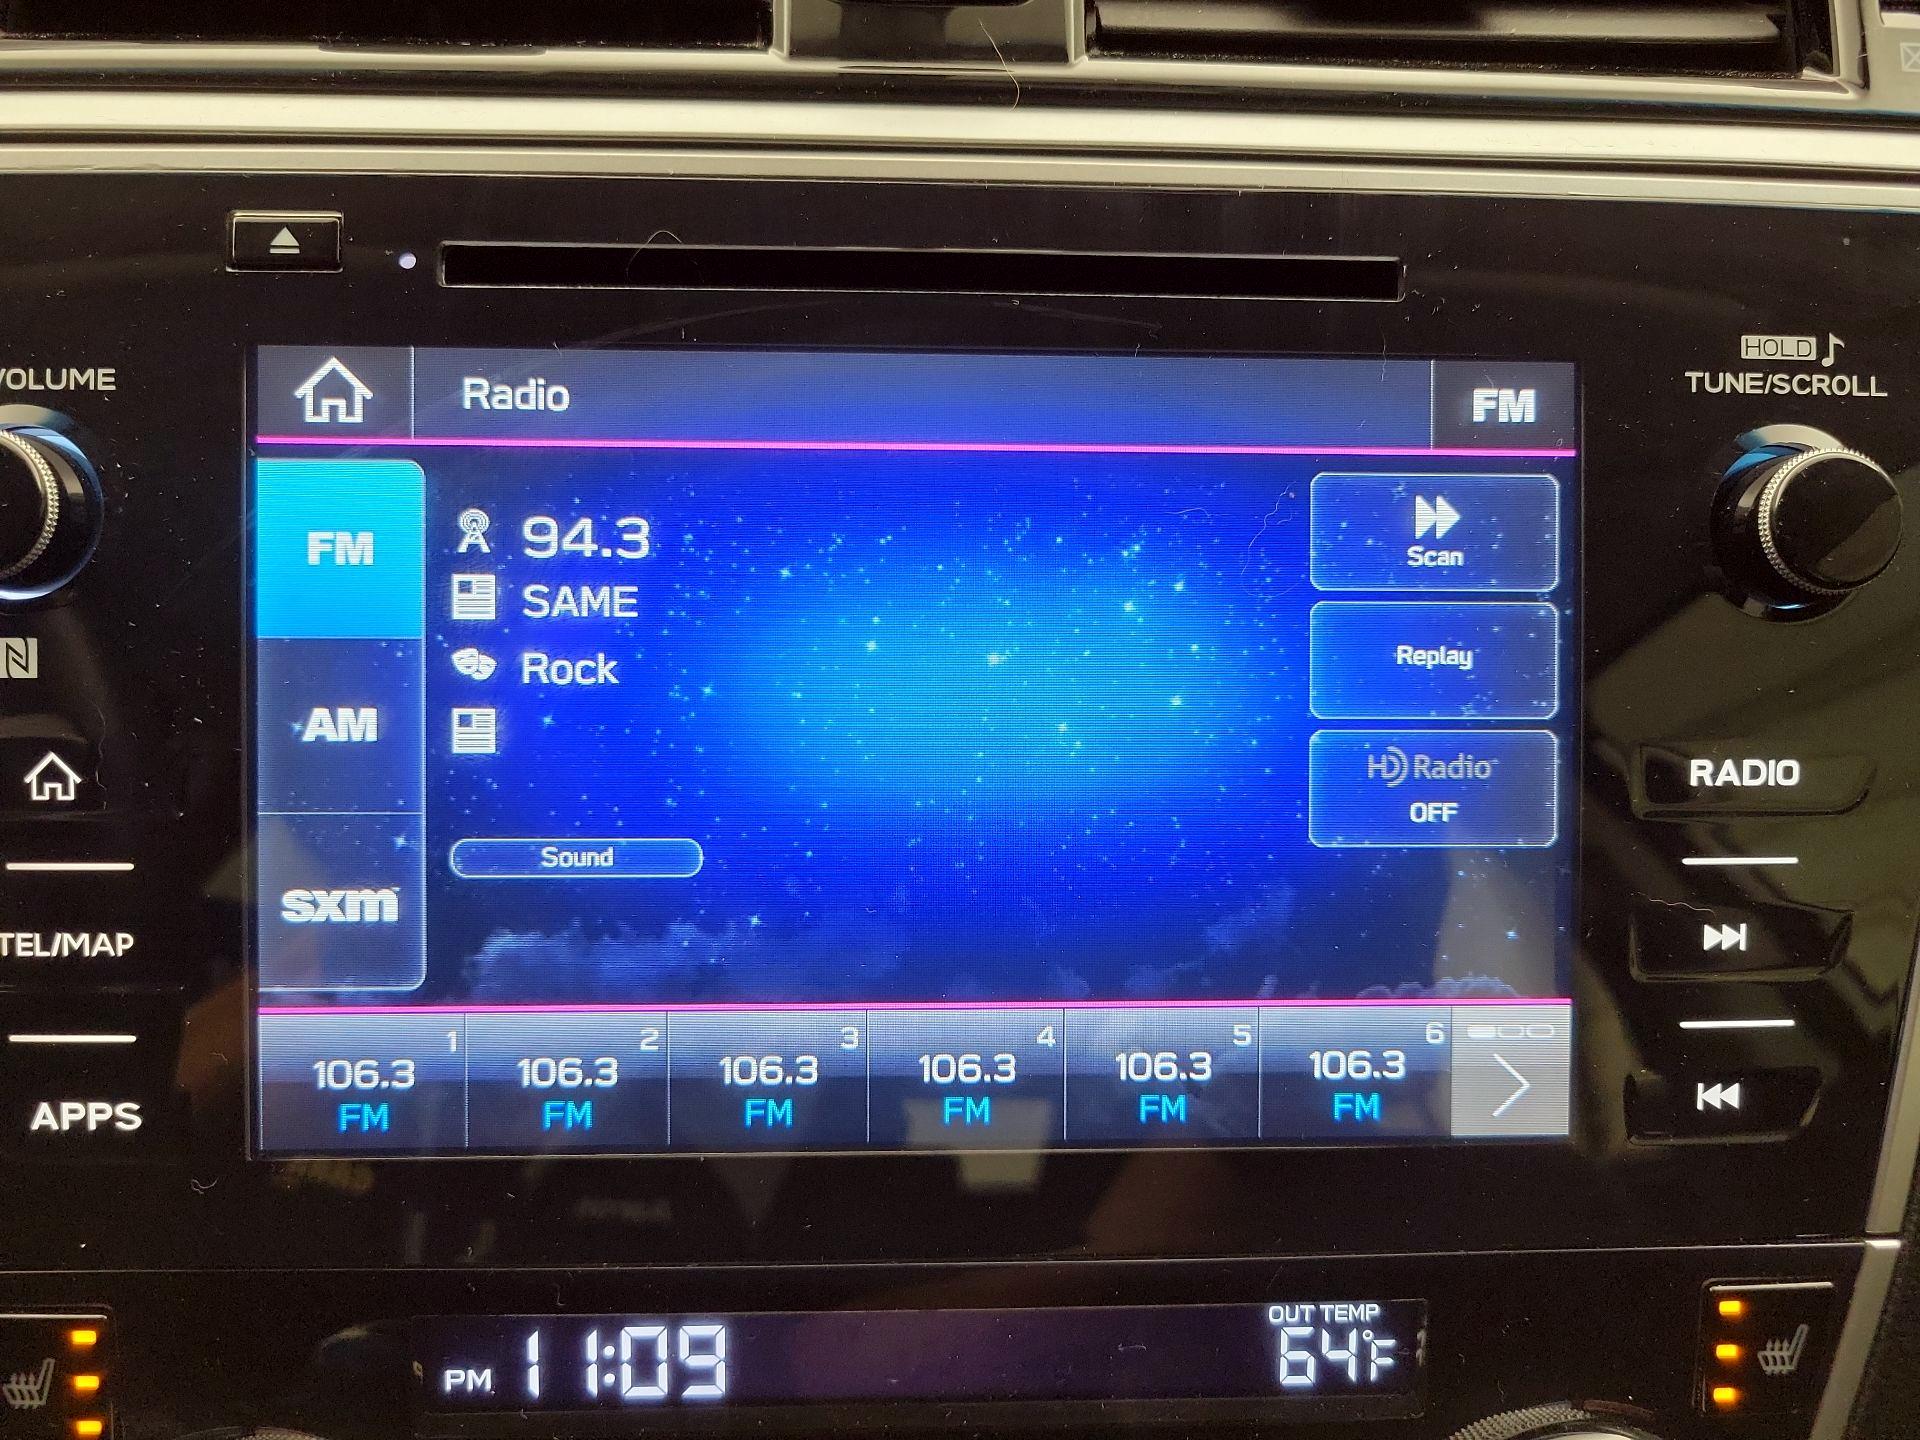 VOLUME
HOLD
TUNE/SCROLL
Radio
FM
FM
94.3
SAME
Rock
AM
sxm
Sound
Scan
Replay
HD Radio
OFF
RADIO
TEL/MAP
APPS
1
106.3
FM
2
106.3
FM
3
106.3
FM
4
106.3
FM
5
106.3
FM
6
106.3
FM
PM 11:09
OUT TEMP
64°F